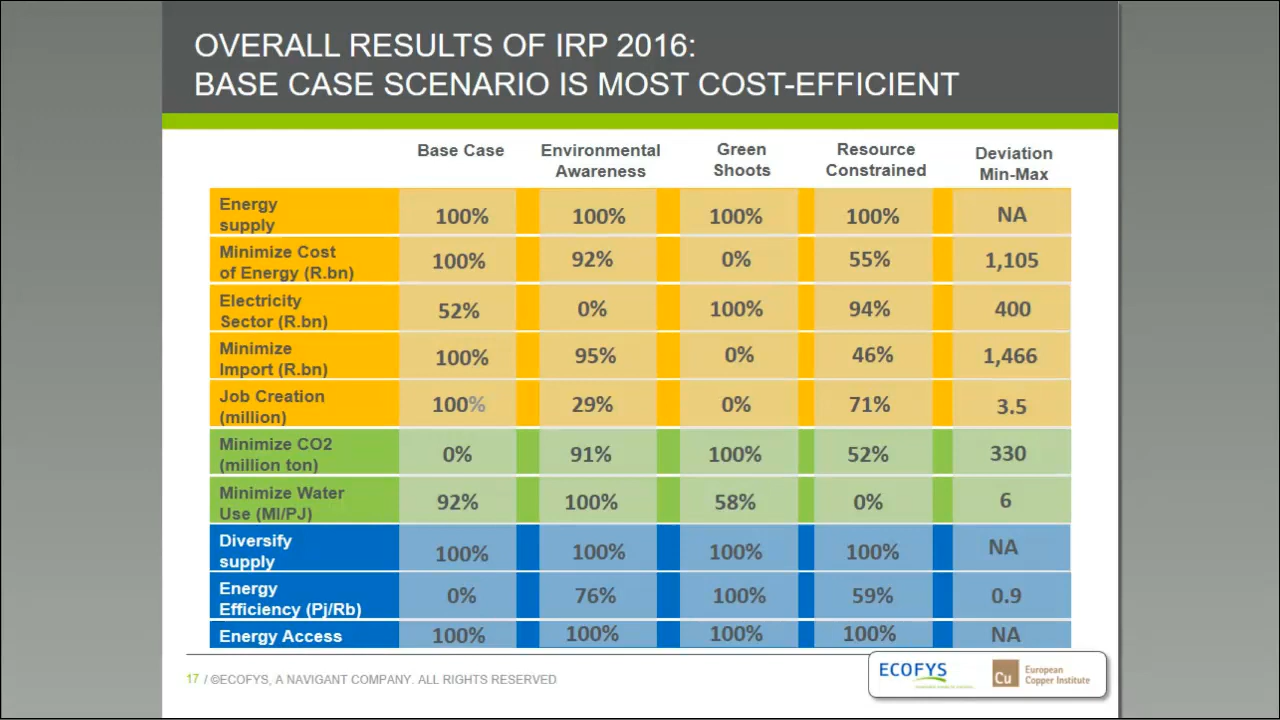 OVERALL RESULTS OF IRP 2016:
BASE CASE SCENARIO IS MOST COST-EFFICIENT
Base Case
Environmental
Awareness
Green
Shoots
Resource
Constrained
Deviation
Min-Max
Energy
supply
100%
100%
100%
100%
NA
Minimize Cost
of Energy (R.bn)
100%
92%
0%
55%
1,105
Electricity
Sector (R.bn)
52%
0%
100%
94%
400
Minimize
Import (R.bn)
100%
95%
0%
46%
1,466
Job Creation
(million)
100%
29%
0%
71%
3.5
Minimize CO2
(million ton)
0%
91%
100%
52%
330
Minimize Water
Use (Ml/PJ)
92%
100%
58%
0%
6
Diversify
supply
100%
100%
100%
100%
NA
Energy
Efficiency (Pj/Rb)
0%
76%
100%
59%
0.9
Energy Access
100%
100%
100%
100%
NA
17 / ©ECOFYS, A NAVIGANT COMPANY. ALL RIGHTS RESERVED
ECOFYS
Cu
European
Copper Institute